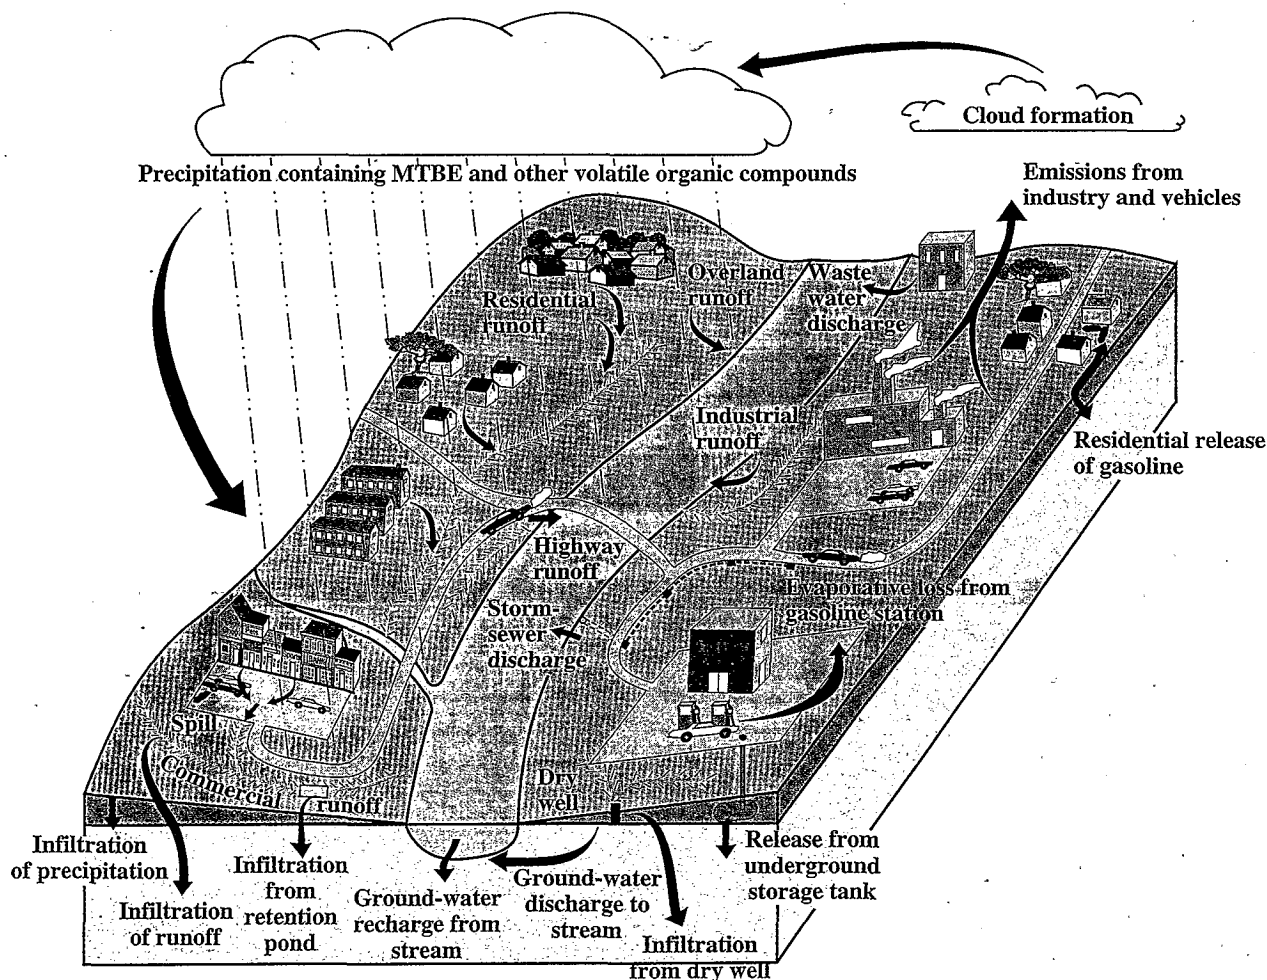 Cloud formation
Precipitation containing MTBE and other volatile organic compounds
Emissions from
industry and vehicles
Overland
runoff
Waste
water
discharge
Residential
runoff
Industrial
runoff
Residential release
of gasoline
Highway
runoff
Evaporative loss from
gasoline station
Storm-
sewer
discharge
Spill
Commercial
runoff
Dry
well
Infiltration
of precipitation
Infiltration
of runoff
Infiltration
from
retention
pond
Ground-water
recharge from
stream
Ground-water
discharge to
stream
Infiltration
from dry well
Release from
underground
storage tank